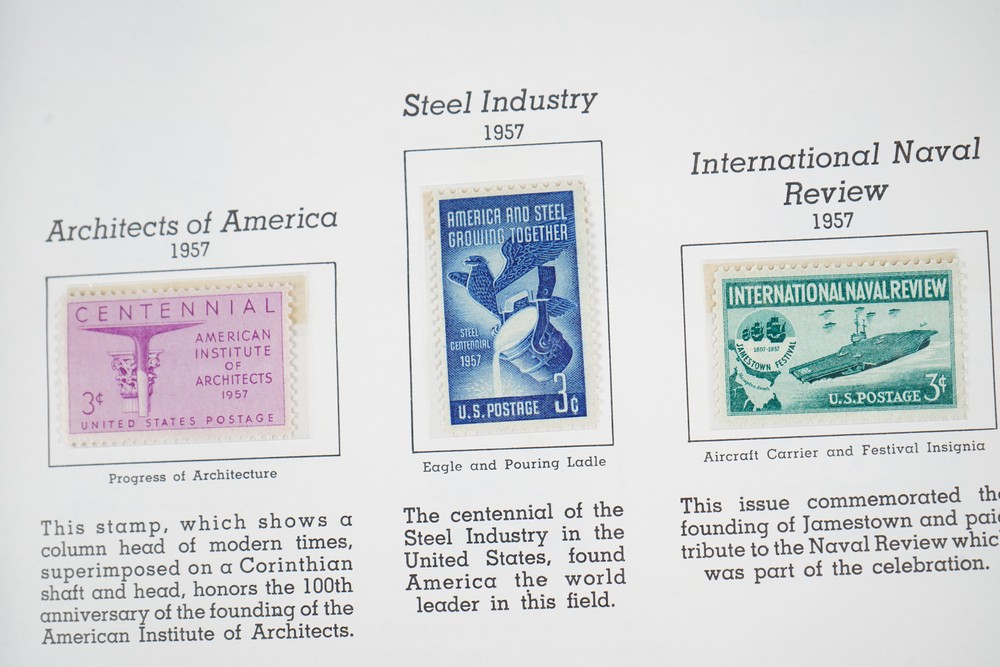 Architects of America
1957
CENTENNIAL
AMERICAN
INSTITUTE
OF
ARCHITECTS
1957
3¢
UNITED STATES POSTAGE
Progress of Architecture
This stamp, which shows a
column head of modern times,
superimposed on a Corinthian
shaft and head, honors the 100th
anniversary of the founding of the
American Institute of Architects.
Steel Industry
1957
AMERICA AND STEEL
GROWING TOGETHER
STEEL
CENTENNIAL
1957
U.S. POSTAGE 3¢
Eagle and Pouring Ladle
The centennial of the
Steel Industry in the
United States, found
America the world
leader in this field.
International Naval
Review
1957
INTERNATIONAL NAVAL REVIEW
1607-1957
JAMESTOWN FESTIVAL
U.S. POSTAGE 3¢
Aircraft Carrier and Festival Insignia
This issue commemorated the
founding of Jamestown and paid
tribute to the Naval Review which
was part of the celebration.